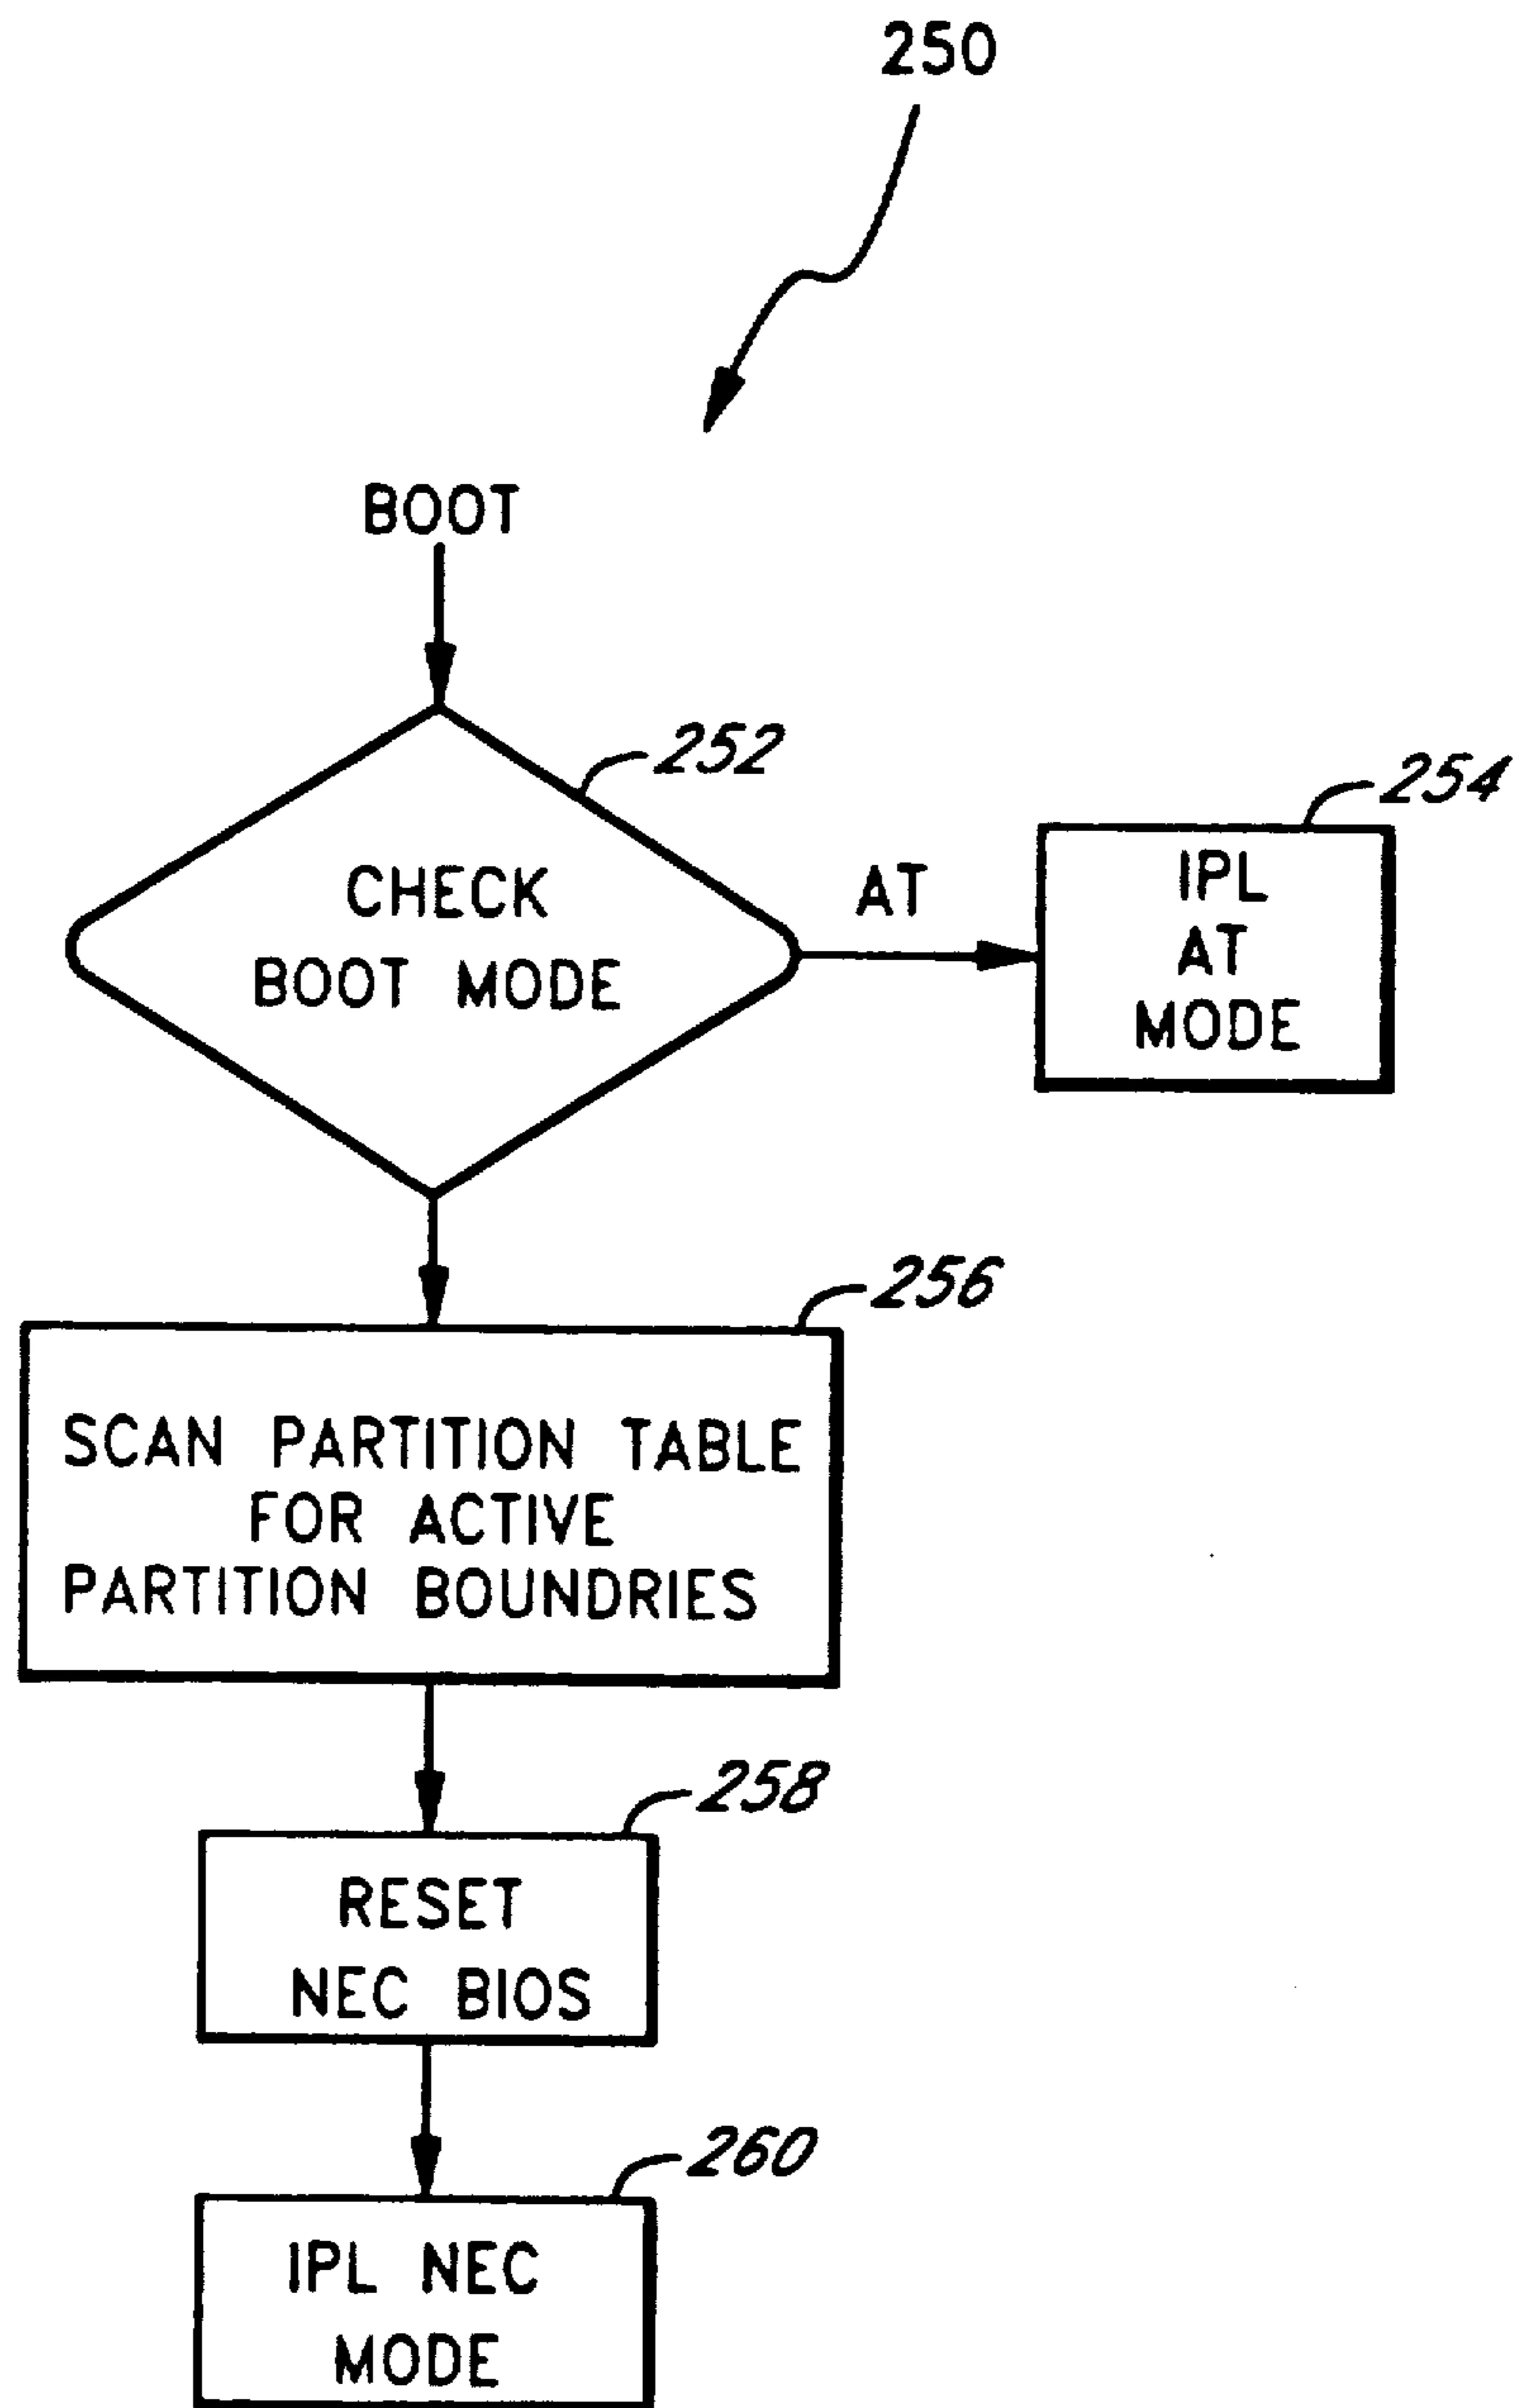 250
BOOT
252
CHECK
BOOT MODE
AT
254
IPL
AT
MODE
256
SCAN PARTITION TABLE
FOR ACTIVE
PARTITION BOUNDRIES
258
RESET
NEC BIOS
260
IPL NEC
MODE